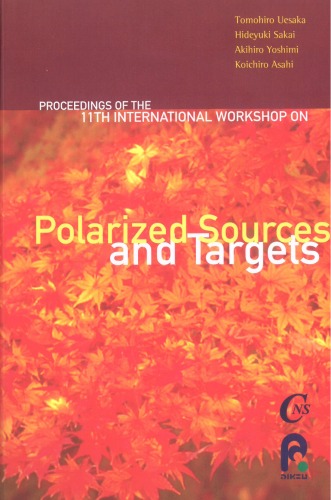 Tomohiro Uesaka
Hideyuki Sakai
Akihiro Yoshimi
Koichiro Asahi
PROCEEDINGS OF THE
11TH INTERNATIONAL WORKSHOP ON
Polarized Sources
and Targets
CNS
RIKEN